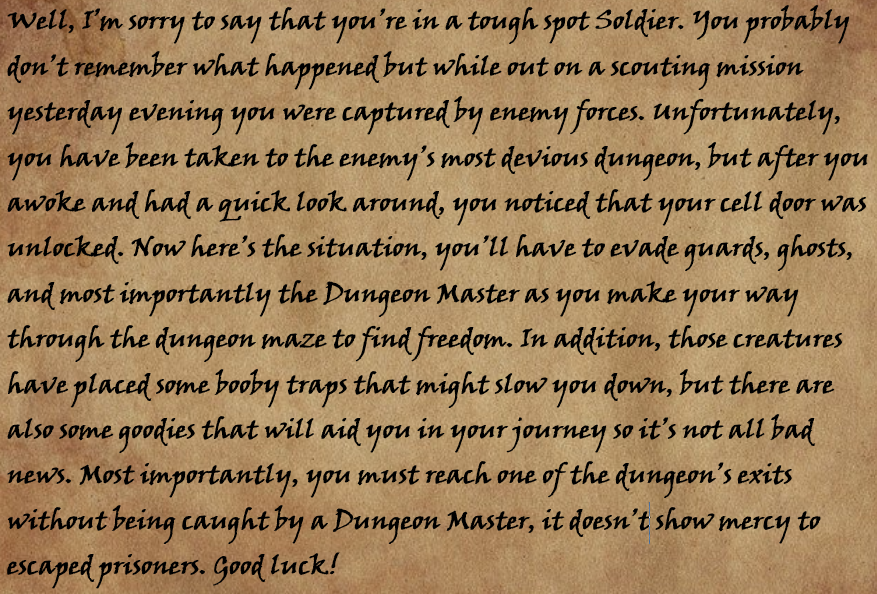 Well, I'm sorry to say that you're in a tough spot Soldier. You probably
don't remember what happened but while out on a scouting mission
yesterday evening you were captured by enemy forces. Unfortunately,
you have been taken to the enemy's most devious dungeon, but after you
awoke and had a quick look around, you noticed that your cell door was
unlocked. Now here's the situation, you'll have to evade guards, ghosts,
and most importantly the Dungeon Master as you make your way
through the dungeon maze to find freedom. In addition, those creatures
have placed some booby traps that might slow you down, but there are
also some goodies that will aid you in your journey so it's not all bad
news. Most importantly, you must reach one of the dungeon's exits
without being caught by a Dungeon Master, it doesn't show mercy to
escaped prisoners. Good luck!